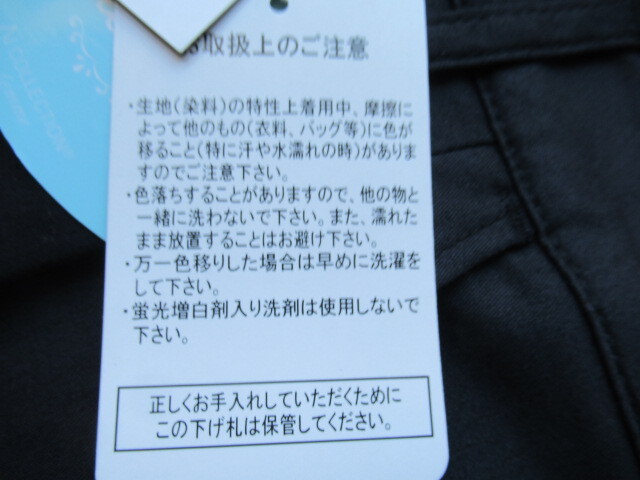 取扱上のご注意
・生地（染料）の特性上着用中、摩擦に
よって他のもの（衣料、バッグ等）に色が
移ること（特に汗や水濡れの時）がありま
すのでご注意下さい。
・色落ちすることがありますので、他の物と
一緒に洗わないで下さい。また、濡れた
まま放置することはお避け下さい。
・万一色移りした場合は早めに洗濯を
して下さい。
・蛍光増白剤入り洗剤は使用しないで
下さい。
正しくお手入れしていただくために
この下げ札は保管してください。